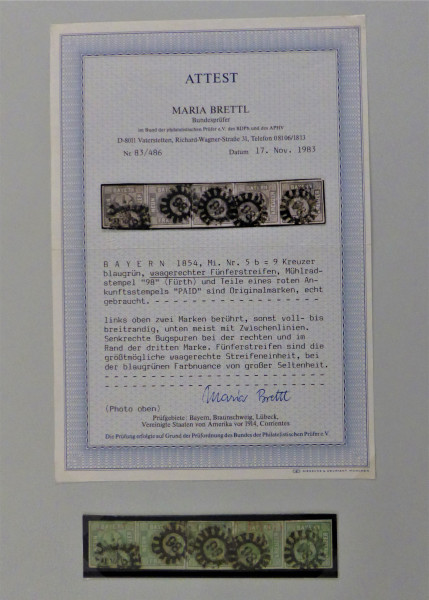 ATTEST
MARIA BRETTL
Bundesprüfer
im Bund der philatelistischen Prüfer e.V. des BDPh und des APHV
D-8011 Vaterstetten, Richard-Wagner-Straße 31, Telefon 08106/1813
Nr 83/486 Datum 17. Nov. 1983
BAYERN 1854, Mi. Nr. 5 b = 9 Kreuzer
blaugrün, waagerechter Fünferstreifen, Mühlrad-
stempel "98" (Fürth) und Teile eines roten An-
kunftsstempels "PAID" sind Originalmarken, echt
gebraucht. - - - - - - - - - - - - - - - - - -
links oben zwei Marken berührt, sonst voll- bis
breitrandig, unten meist mit Zwischenlinien.
Senkrechte Bugspuren bei der rechten und im
Rand der dritten Marke. Fünferstreifen sind die
größtmögliche waagerechte Streifeneinheit, bei
der blaugrünen Farbnuance von großer Seltenheit.
Maria Brettl
(Photo oben)
Prüfgebiete: Bayern, Braunschweig, Lübeck,
Vereinigte Staaten von Amerika vor 1914, Confoederates
Die Prüfung erfolgte auf Grund der Prüfordnung des Bundes der Philatelistischen Prüfer e.V.